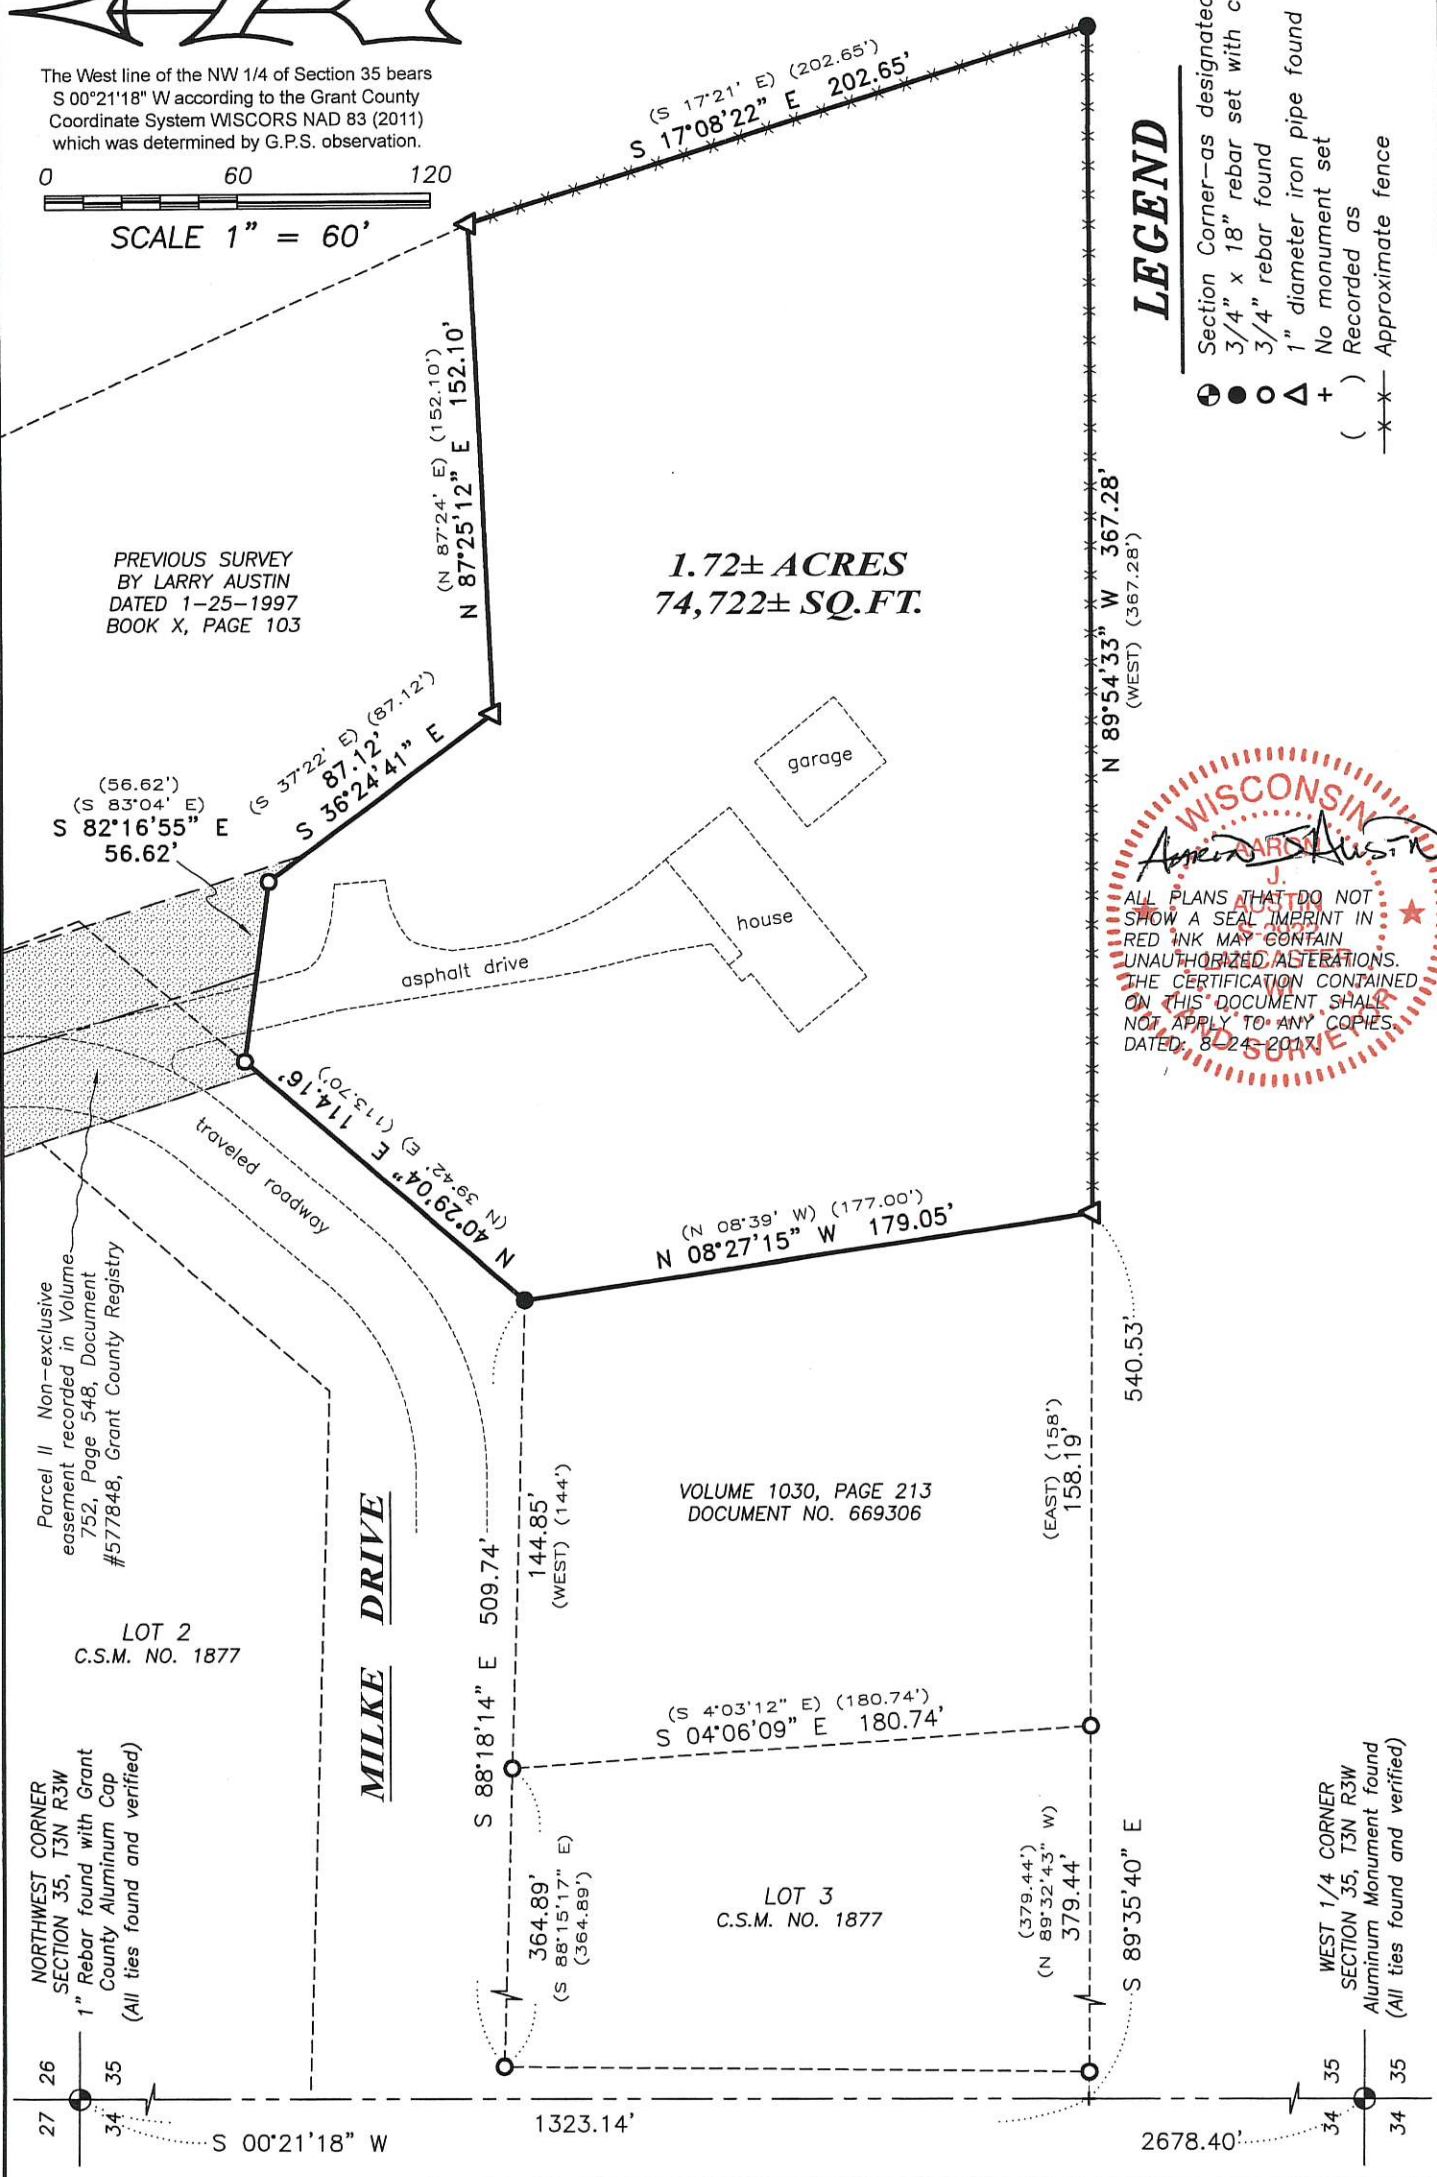 The West line of the NW 1/4 of Section 35 bears
S 00°21'18" W according to the Grant County
Coordinate System WISCORS NAD 83 (2011)
which was determined by G.P.S. observation.
0 60 120
SCALE 1" = 60'
(S 17°21' E) (202.65')
S 17°08'22" E 202.65'
LEGEND
Section Corner—as designated
3/4" x 18" rebar set with
3/4" rebar found
1" diameter iron pipe found
+ No monument set
( ) Recorded as
—x—x— Approximate fence
(N 87°24' E) (152.10')
N 87°25'12" E 152.10'
PREVIOUS SURVEY
BY LARRY AUSTIN
DATED 1-25-1997
BOOK X, PAGE 103
1.72± ACRES
74,722± SQ.FT.
N 89°54'33" W 367.28'
(WEST) (367.28')
(S 37°22' E) (87.12')
87.12'
S 36°24'41" E
(56.62')
(S 83°04' E)
S 82°16'55" E
56.62'
garage
house
asphalt drive
WISCONSIN
AARON
J.
AUSTIN
S-2922
LANCASTER
WI
LAND SURVEYOR
Aaron J Austin
ALL PLANS THAT DO NOT
SHOW A SEAL IMPRINT IN
RED INK MAY CONTAIN
UNAUTHORIZED ALTERATIONS.
THE CERTIFICATION CONTAINED
ON THIS DOCUMENT SHALL
NOT APPLY TO ANY COPIES.
DATED: 8-24-2017.
N 40°29'04" E 114.16'
(N 39°42' E) (113.70')
traveled roadway
(N 08°39' W) (177.00')
N 08°27'15" W 179.05'
Parcel II Non-exclusive
easement recorded in Volume
752, Page 548, Document
#577848, Grant County Registry
540.53'
(EAST) (158')
158.19'
144.85'
(WEST) (144')
VOLUME 1030, PAGE 213
DOCUMENT NO. 669306
MILKE DRIVE
S 88°18'14" E 509.74'
LOT 2
C.S.M. NO. 1877
(S 4°03'12" E) (180.74')
S 04°06'09" E 180.74'
NORTHWEST CORNER
SECTION 35, T3N R3W
1" Rebar found with Grant
County Aluminum Cap
(All ties found and verified)
364.89'
(S 88°15'17" E)
(364.89')
LOT 3
C.S.M. NO. 1877
(379.44')
(N 89°32'43" W)
379.44'
S 89°35'40" E
WEST 1/4 CORNER
SECTION 35, T3N R3W
Aluminum Monument found
(All ties found and verified)
27 26
34 35
S 00°21'18" W
1323.14'
2678.40'
34 35
34 35